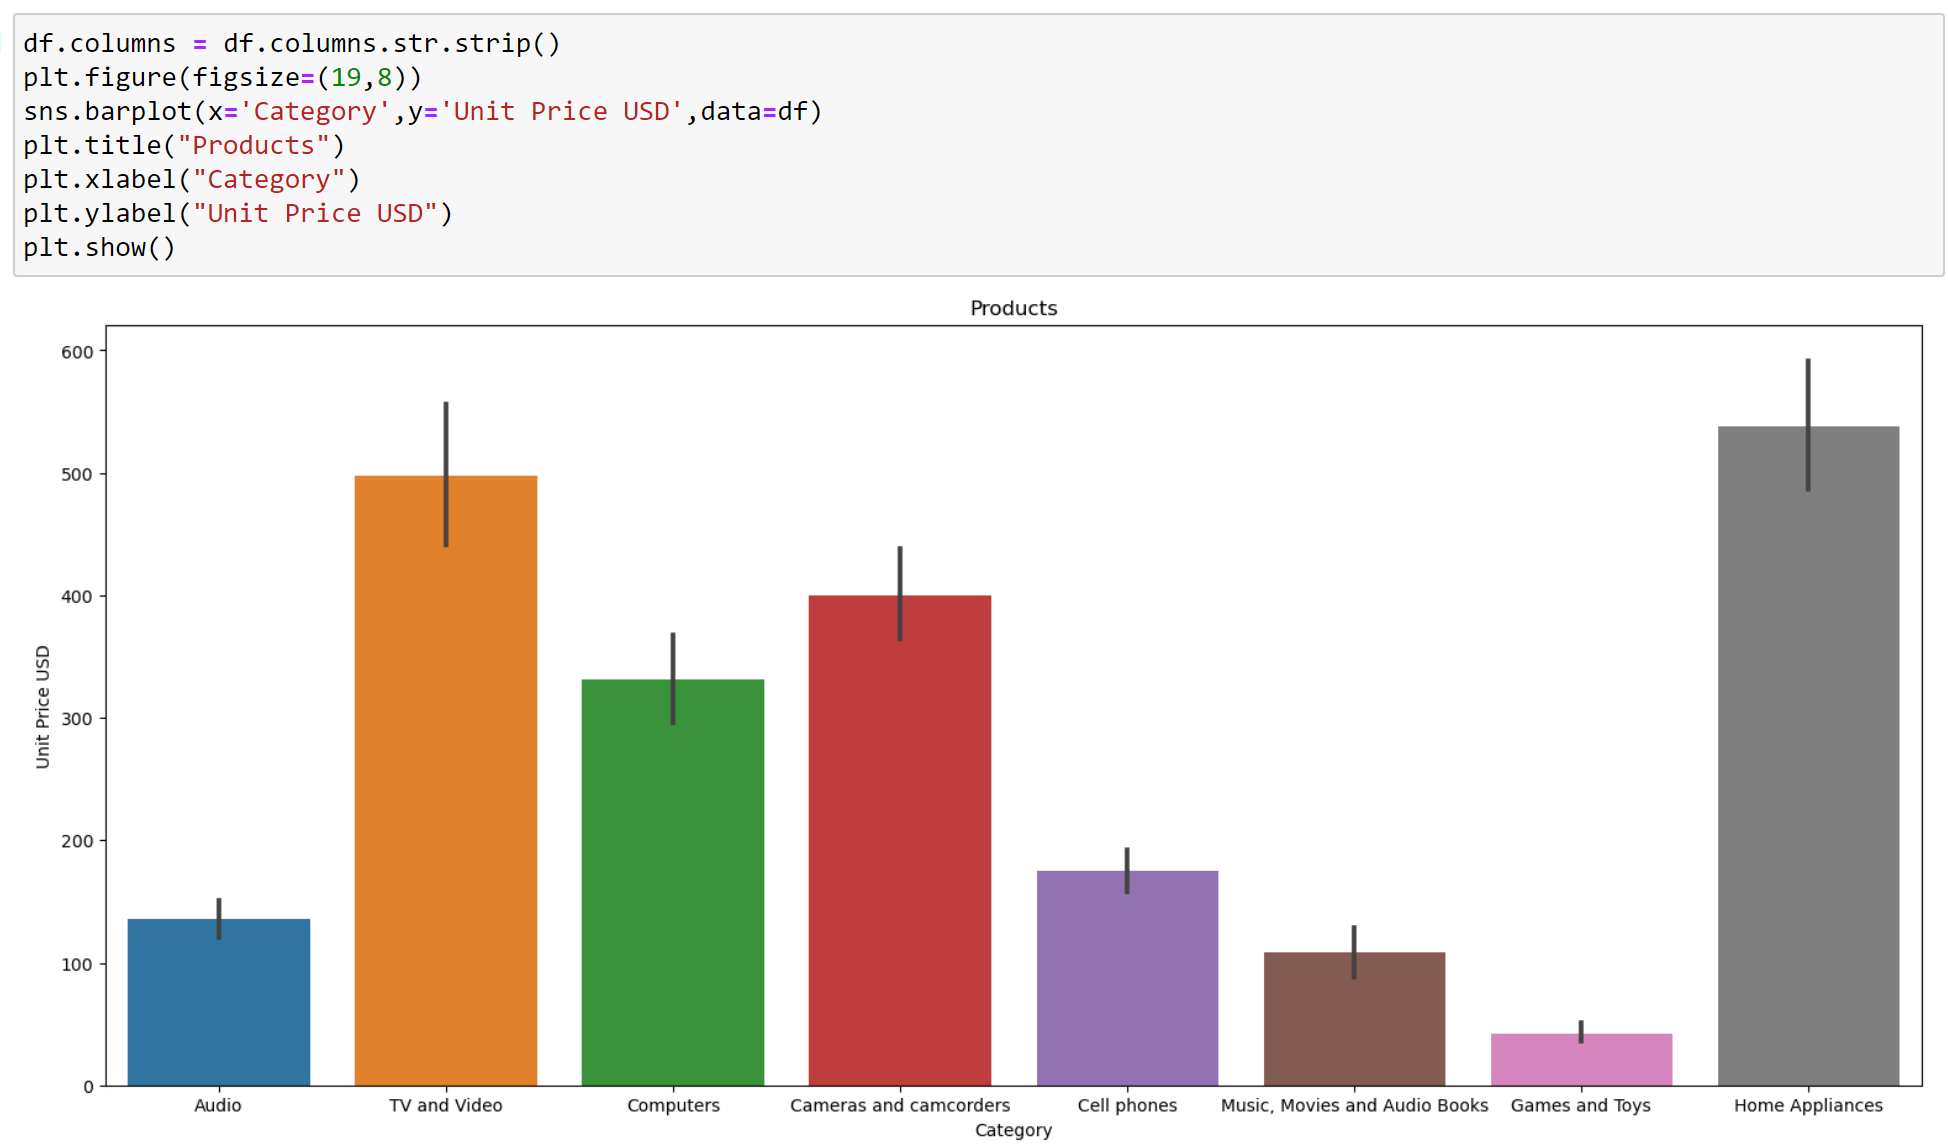 df.columns = df.columns.str.strip()
plt.figure(figsize=(19,8))
sns.barplot(x='Category',y='Unit Price USD',data=df)
plt.title("Products")
plt.xlabel("Category")
plt.ylabel("Unit Price USD")
plt.show()
Products
600
500
400
300
200
100
0
Unit Price USD
Audio TV and Video Computers Cameras and camcorders Cell phones Music, Movies and Audio Books Games and Toys Home Appliances
Category